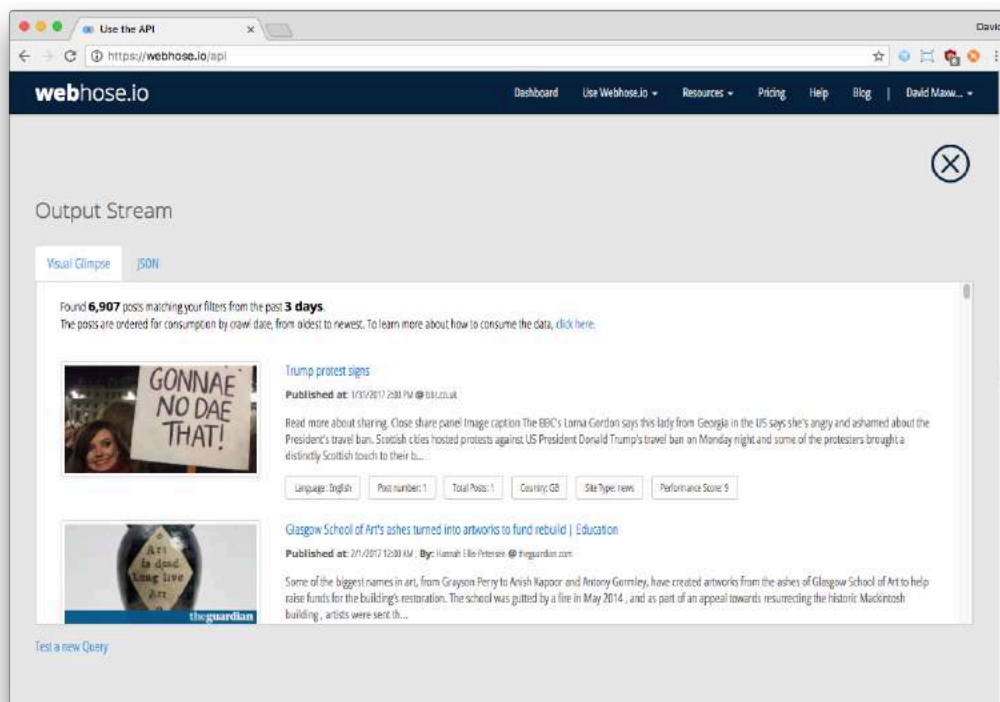 Use the API
David
https://webhose.io/api
webhose.io
Dashboard Use Webhose.io Resources Pricing Help Blog | David Maxw...
Output Stream
Visual Glimpse JSON
Found 6,907 posts matching your filters from the past 3 days.
The posts are ordered for consumption by crawl date, from oldest to newest. To learn more about how to consume the data, click here.
GONNAE
NO DAE
THAT!
Trump protest signs
Published at: 1/31/2017 2:00 PM @ bbc.co.uk
Read more about sharing. Close share panel Image caption The BBC's Lorna Gordon says this lady from Georgia in the US says she's angry and ashamed about the
President's travel ban. Scottish cities hosted protests against US President Donald Trump's travel ban on Monday night and some of the protesters brought a
distinctly Scottish touch to their b...
Language: English Post number: 1 Total Posts: 1 Country: GB Site Type: news Performance Score: 9
Art
is dead
Long live
Art
theguardian
Glasgow School of Art's ashes turned into artworks to fund rebuild | Education
Published at: 2/1/2017 12:00 AM , By: Hannah Ellis-Petersen @ theguardian.com
Some of the biggest names in art, from Grayson Perry to Anish Kapoor and Antony Gormley, have created artworks from the ashes of Glasgow School of Art to help
raise funds for the building's restoration. The school was gutted by a fire in May 2014 , and as part of an appeal towards resurrecting the historic Mackintosh
building , artists were sent th...
Test a new Query